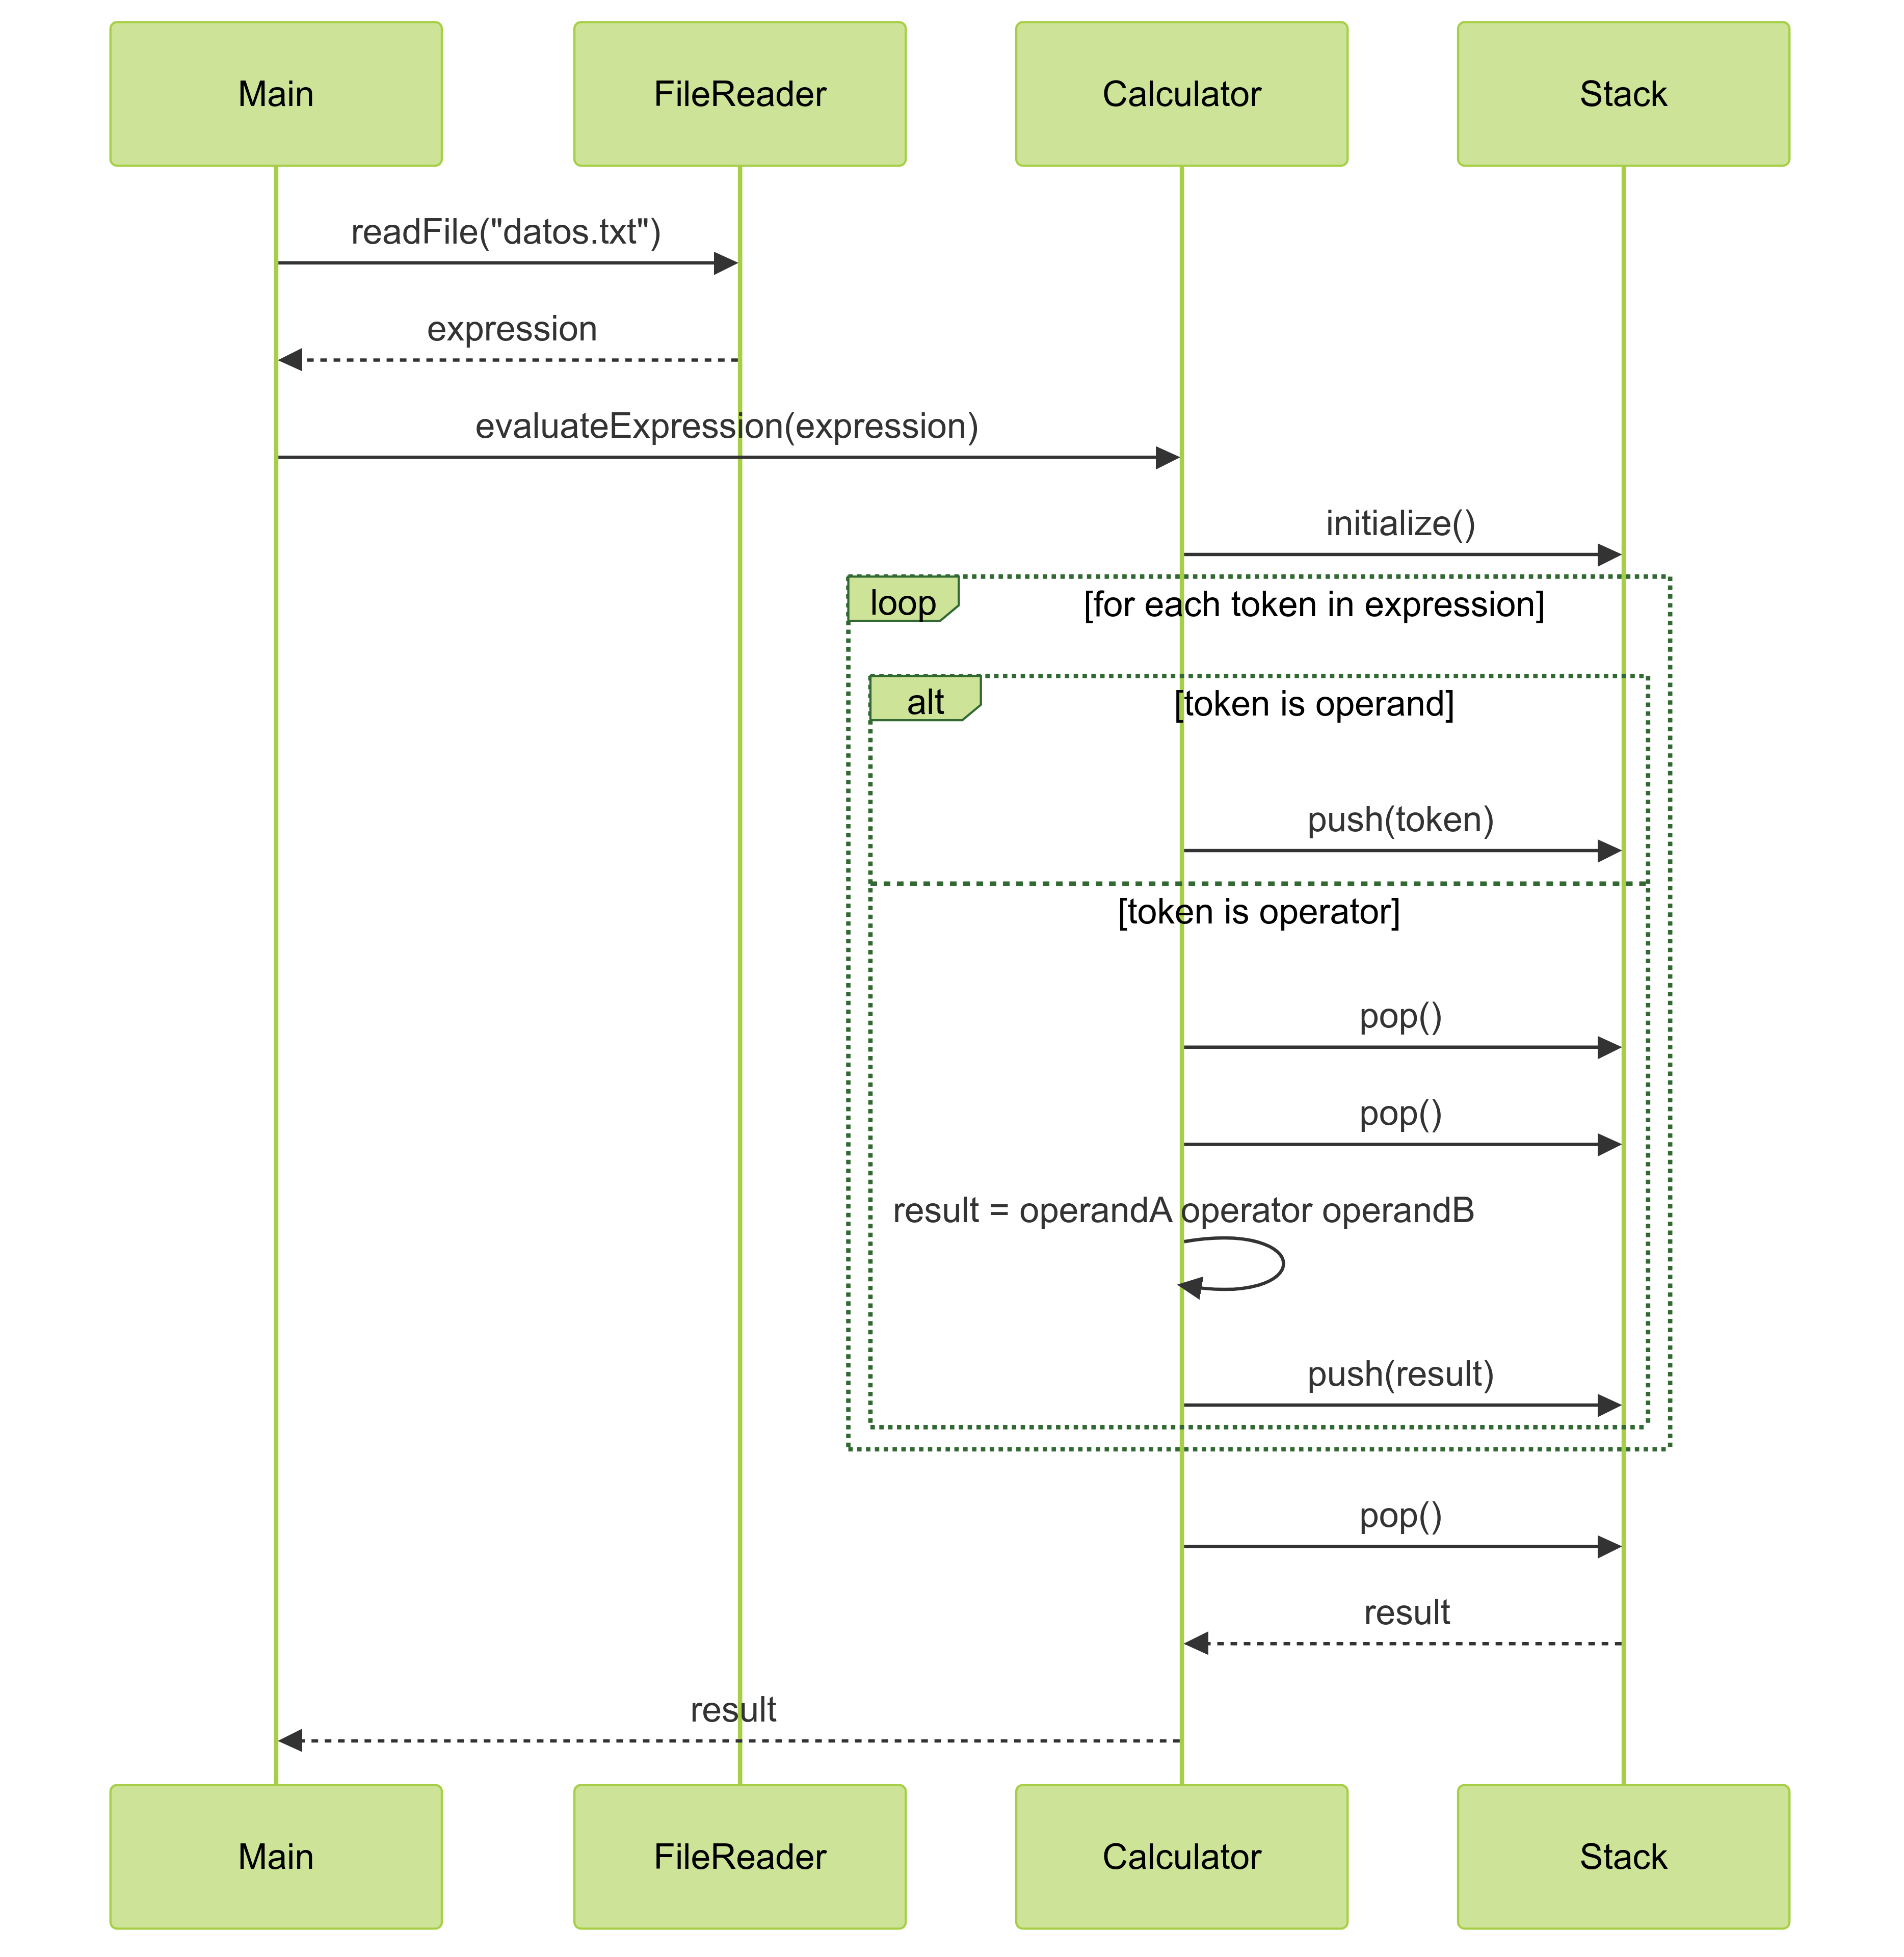 Main
FileReader
Calculator
Stack
readFile("datos.txt")
expression
evaluateExpression(expression)
initialize()
loop
[for each token in expression]
alt
[token is operand]
push(token)
[token is operator]
pop()
pop()
result = operandA operator operandB
push(result)
pop()
result
result
Main
FileReader
Calculator
Stack